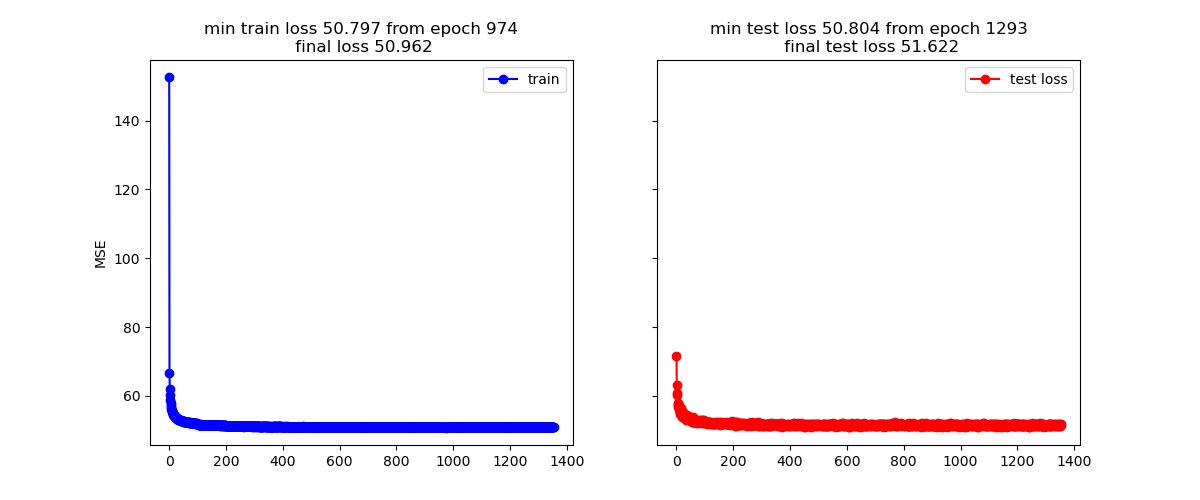 min train loss 50.797 from epoch 974
final loss 50.962
min test loss 50.804 from epoch 1293
final test loss 51.622
train
test loss
MSE
140
120
100
80
60
0 200 400 600 800 1000 1200 1400
0 200 400 600 800 1000 1200 1400